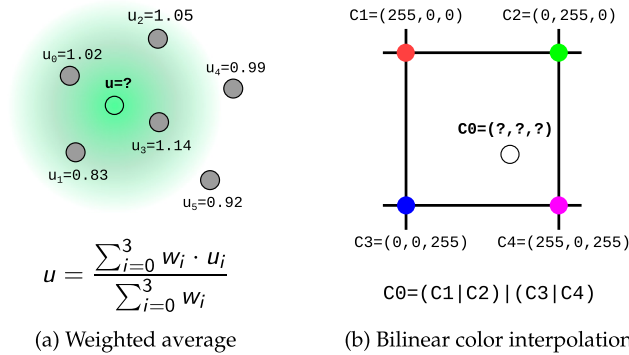 u₂=1.05
u₀=1.02
u₄=0.99
u=?
u₃=1.14
u₁=0.83
u₅=0.92
u = ∑³ᵢ₌₀ wᵢ · uᵢ / ∑³ᵢ₌₀ wᵢ
(a) Weighted average
C1=(255,0,0)
C2=(0,255,0)
C0=(?,?,?)
C3=(0,0,255)
C4=(255,0,255)
C0=(C1|C2)|(C3|C4)
(b) Bilinear color interpolation